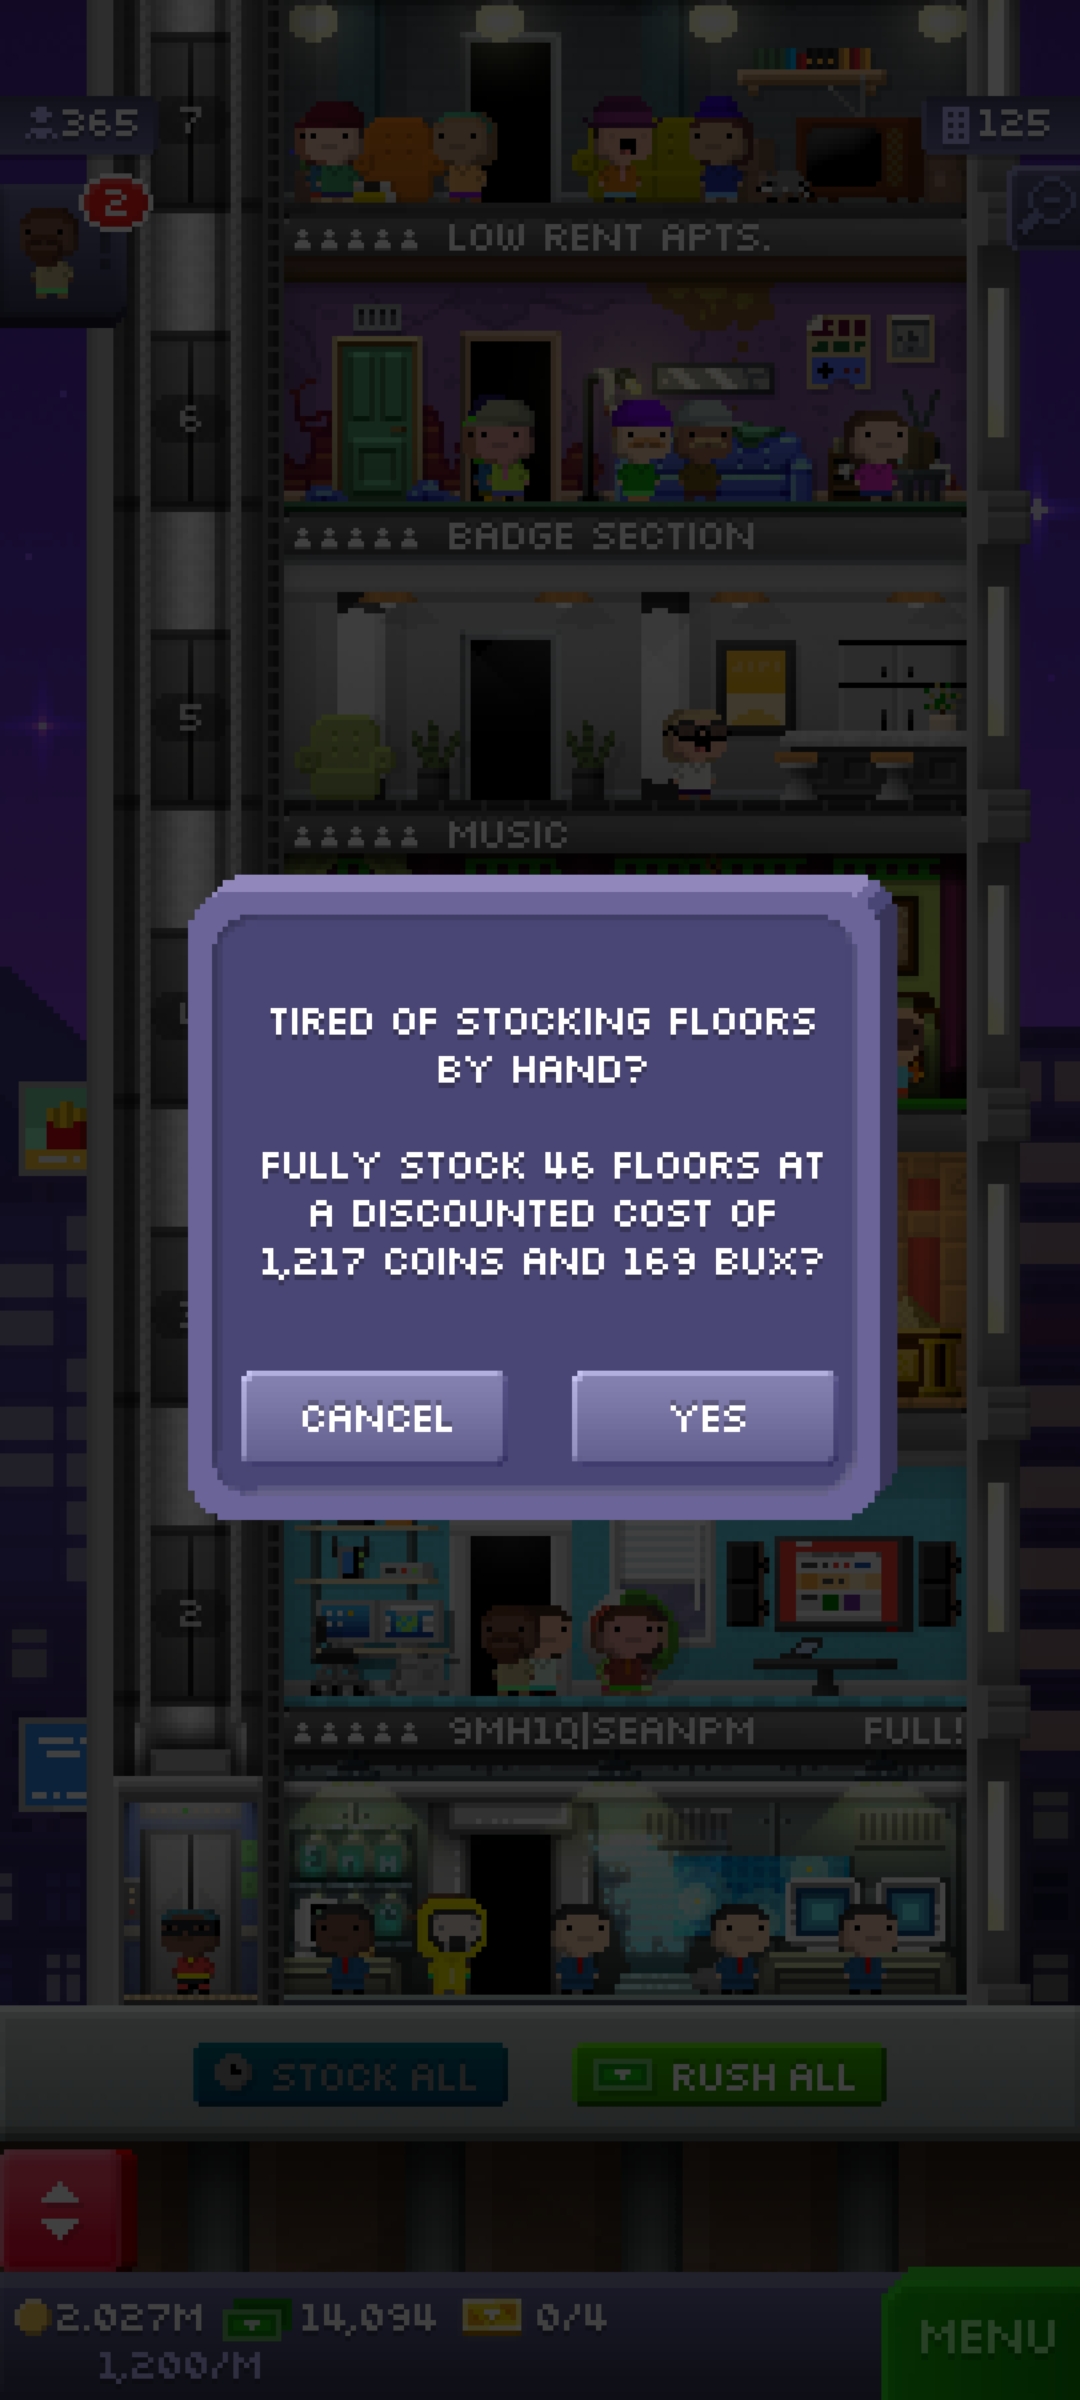 365
7
125
2
LOW RENT APTS.
6
BADGE SECTION
5
MUSIC
TIRED OF STOCKING FLOORS
BY HAND?
FULLY STOCK 46 FLOORS AT
A DISCOUNTED COST OF
1,217 COINS AND 169 BUX?
CANCEL
YES
2
9MH1Q|SEANPM
FULL!
STOCK ALL
RUSH ALL
2.027M
14,094
0/4
1,200/M
MENU